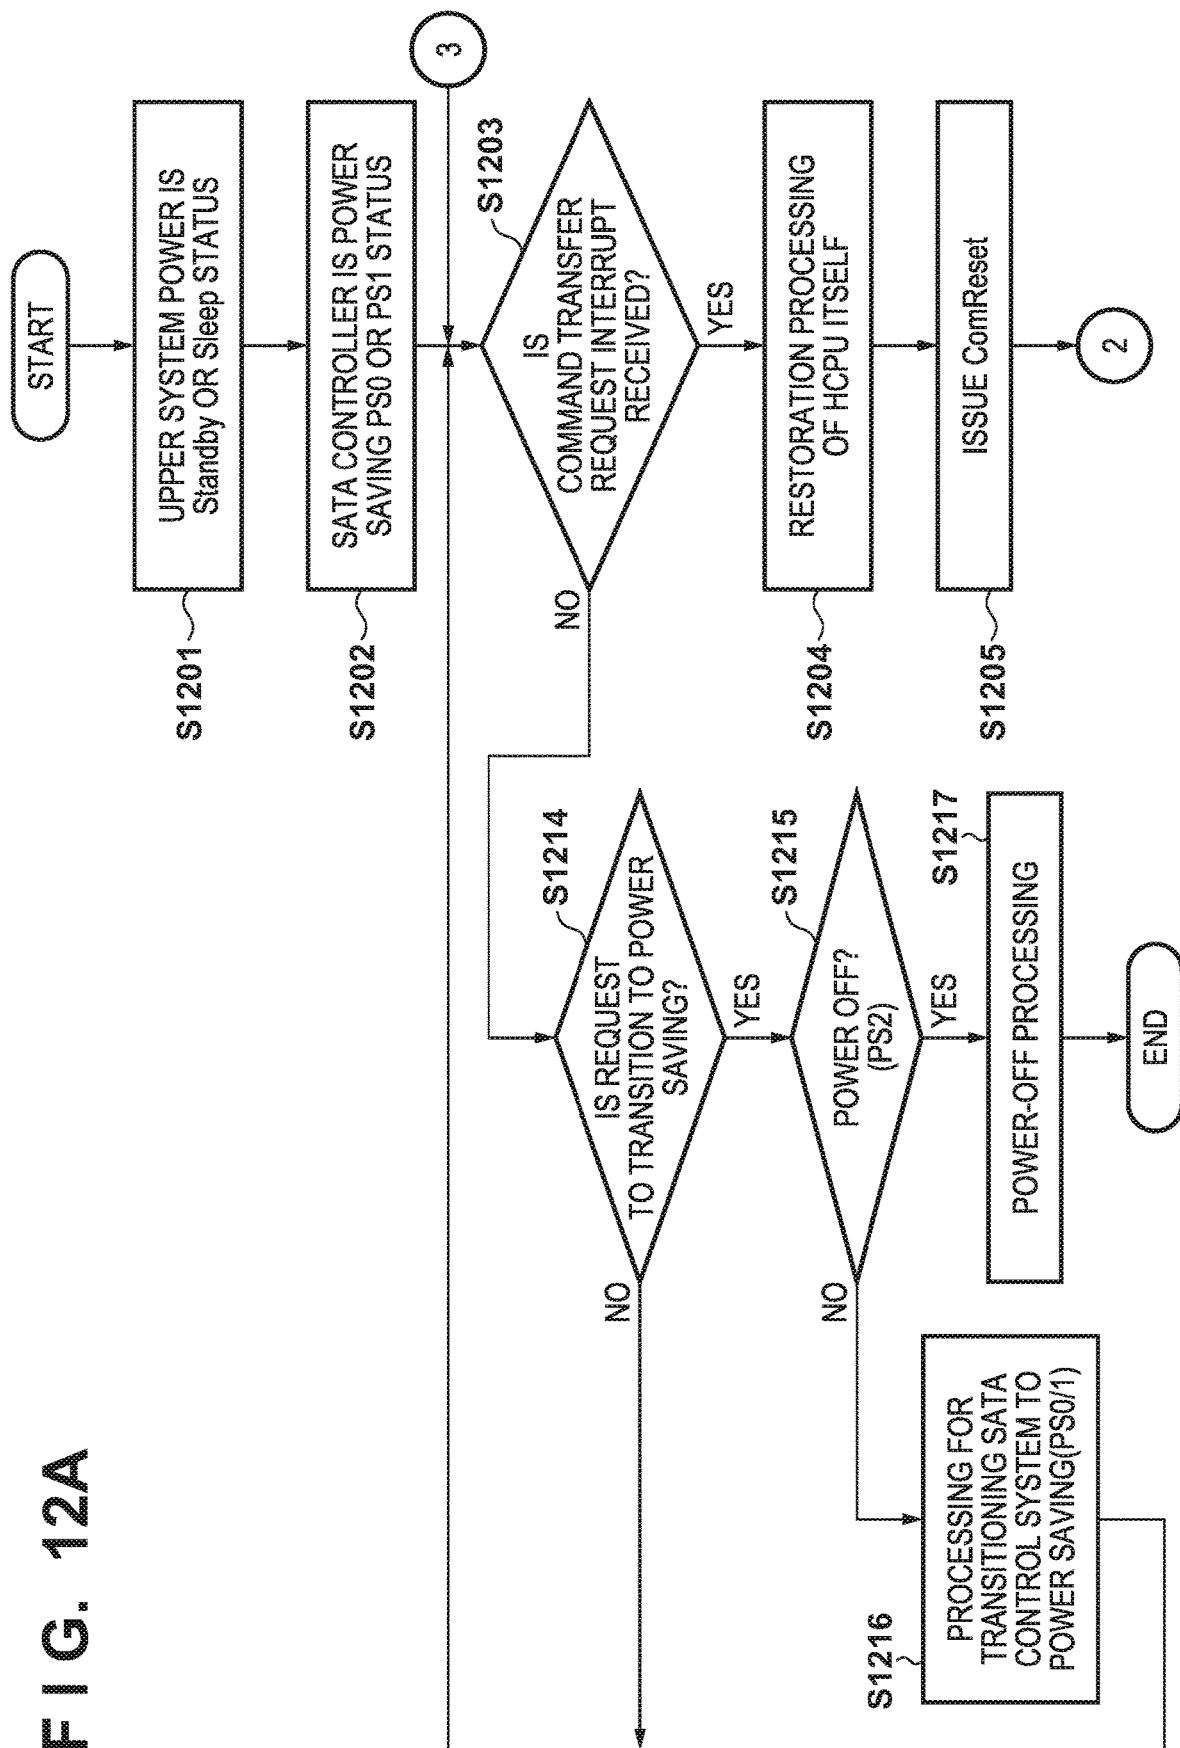 FIG. 12A
START
UPPER SYSTEM POWER IS
Standby OR Sleep STATUS
S1201
SATA CONTROLLER IS POWER
SAVING PS0 OR PS1 STATUS
S1202
3
IS
COMMAND TRANSFER
REQUEST INTERRUPT
RECEIVED?
S1203
NO
YES
RESTORATION PROCESSING
OF HCPU ITSELF
S1204
ISSUE ComReset
S1205
2
IS REQUEST
TO TRANSITION TO POWER
SAVING?
S1214
NO
YES
POWER OFF?
(PS2)
S1215
NO
YES
PROCESSING FOR
TRANSITIONING SATA
CONTROL SYSTEM TO
POWER SAVING(PS0/1)
S1216
POWER-OFF PROCESSING
S1217
END